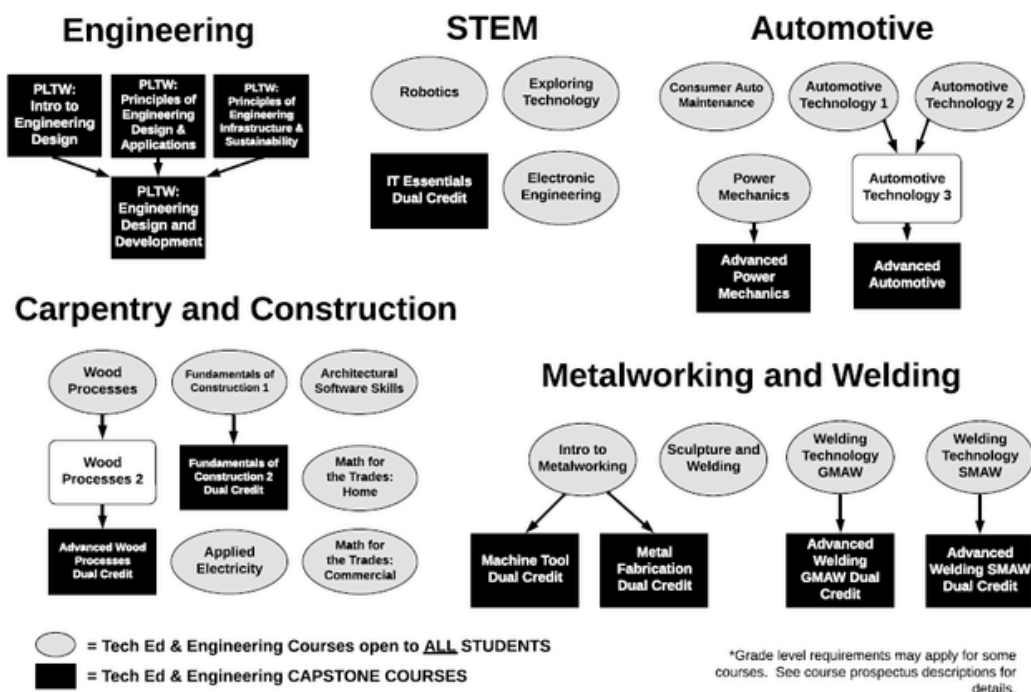 Engineering
PLTW:
Intro to
Engineering
Design
PLTW:
Principles of
Engineering
Design &
Applications
PLTW:
Principles of
Engineering
Infrastructure &
Sustainability
PLTW:
Engineering
Design and
Development
STEM
Robotics
Exploring
Technology
IT Essentials
Dual Credit
Electronic
Engineering
Automotive
Consumer Auto
Maintenance
Automotive
Technology 1
Automotive
Technology 2
Power
Mechanics
Automotive
Technology 3
Advanced
Power
Mechanics
Advanced
Automotive
Carpentry and Construction
Wood
Processes
Fundamentals of
Construction 1
Architectural
Software Skills
Wood
Processes 2
Fundamentals of
Construction 2
Dual Credit
Math for
the Trades:
Home
Advanced Wood
Processes
Dual Credit
Applied
Electricity
Math for
the Trades:
Commercial
Metalworking and Welding
Intro to
Metalworking
Sculpture and
Welding
Welding
Technology
GMAW
Welding
Technology
SMAW
Machine Tool
Dual Credit
Metal
Fabrication
Dual Credit
Advanced
Welding
GMAW Dual
Credit
Advanced
Welding SMAW
Dual Credit
= Tech Ed & Engineering Courses open to ALL STUDENTS
= Tech Ed & Engineering CAPSTONE COURSES
*Grade level requirements may apply for some
courses. See course prospectus descriptions for
details.